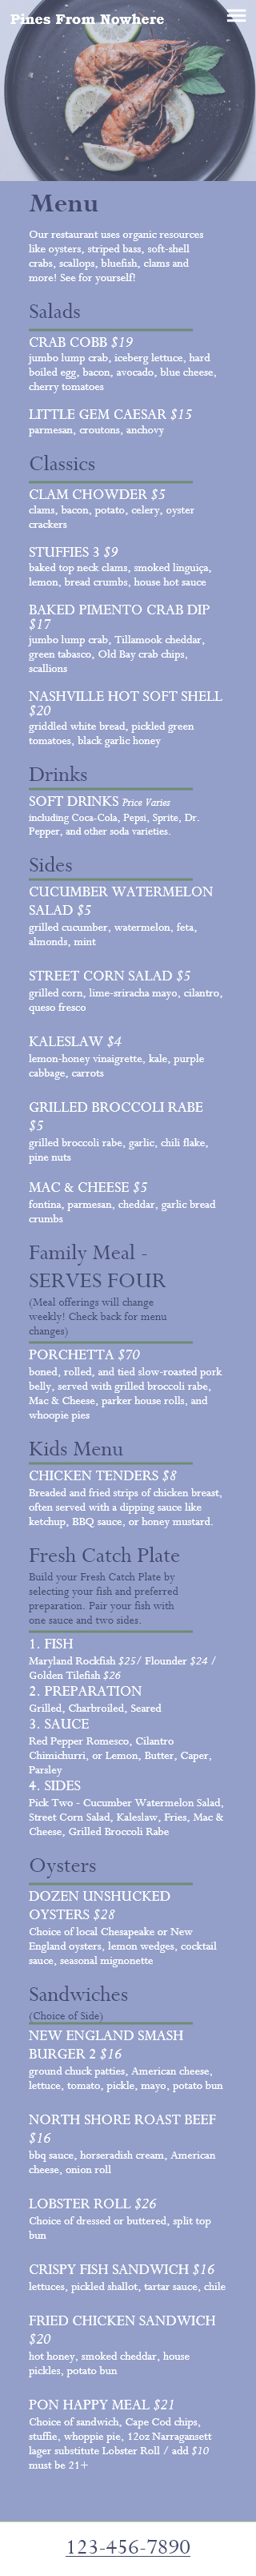 Pines From Nowhere
Menu
Our restaurant uses organic resources
like oysters, striped bass, soft-shell
crabs, scallops, bluefish, clams and
more! See for yourself!
Salads
CRAB COBB $19
jumbo lump crab, iceberg lettuce, hard
boiled egg, bacon, avocado, blue cheese,
cherry tomatoes
LITTLE GEM CAESAR $15
parmesan, croutons, anchovy
Classics
CLAM CHOWDER $5
clams, bacon, potato, celery, oyster
crackers
STUFFIES 3 $9
baked top neck clams, smoked linguiça,
lemon, bread crumbs, house hot sauce
BAKED PIMENTO CRAB DIP
$17
jumbo lump crab, Tillamook cheddar,
green tabasco, Old Bay crab chips,
scallions
NASHVILLE HOT SOFT SHELL
$20
griddled white bread, pickled green
tomatoes, black garlic honey
Drinks
SOFT DRINKS Price Varies
including Coca-Cola, Pepsi, Sprite, Dr.
Pepper, and other soda varieties.
Sides
CUCUMBER WATERMELON
SALAD $5
grilled cucumber, watermelon, feta,
almonds, mint
STREET CORN SALAD $5
grilled corn, lime-sriracha mayo, cilantro,
queso fresco
KALESLAW $4
lemon-honey vinaigrette, kale, purple
cabbage, carrots
GRILLED BROCCOLI RABE
$5
grilled broccoli rabe, garlic, chili flake,
pine nuts
MAC & CHEESE $5
fontina, parmesan, cheddar, garlic bread
crumbs
Family Meal -
SERVES FOUR
(Meal offerings will change
weekly! Check back for menu
changes)
PORCHETTA $70
boned, rolled, and tied slow-roasted pork
belly, served with grilled broccoli rabe,
Mac & Cheese, parker house rolls, and
whoopie pies
Kids Menu
CHICKEN TENDERS $8
Breaded and fried strips of chicken breast,
often served with a dipping sauce like
ketchup, BBQ sauce, or honey mustard.
Fresh Catch Plate
Build your Fresh Catch Plate by
selecting your fish and preferred
preparation. Pair your fish with
one sauce and two sides.
1. FISH
Maryland Rockfish $25/ Flounder $24 /
Golden Tilefish $26
2. PREPARATION
Grilled, Charbroiled, Seared
3. SAUCE
Red Pepper Romesco, Cilantro
Chimichurri, or Lemon, Butter, Caper,
Parsley
4. SIDES
Pick Two - Cucumber Watermelon Salad,
Street Corn Salad, Kaleslaw, Fries, Mac &
Cheese, Grilled Broccoli Rabe
Oysters
DOZEN UNSHUCKED
OYSTERS $28
Choice of local Chesapeake or New
England oysters, lemon wedges, cocktail
sauce, seasonal mignonette
Sandwiches
(Choice of Side)
NEW ENGLAND SMASH
BURGER 2 $16
ground chuck patties, American cheese,
lettuce, tomato, pickle, mayo, potato bun
NORTH SHORE ROAST BEEF
$16
bbq sauce, horseradish cream, American
cheese, onion roll
LOBSTER ROLL $26
Choice of dressed or buttered, split top
bun
CRISPY FISH SANDWICH $16
lettuces, pickled shallot, tartar sauce, chile
FRIED CHICKEN SANDWICH
$20
hot honey, smoked cheddar, house
pickles, potato bun
PON HAPPY MEAL $21
Choice of sandwich, Cape Cod chips,
stuffie, whoppie pie, 12oz Narragansett
lager substitute Lobster Roll / add $10
must be 21+
123-456-7890